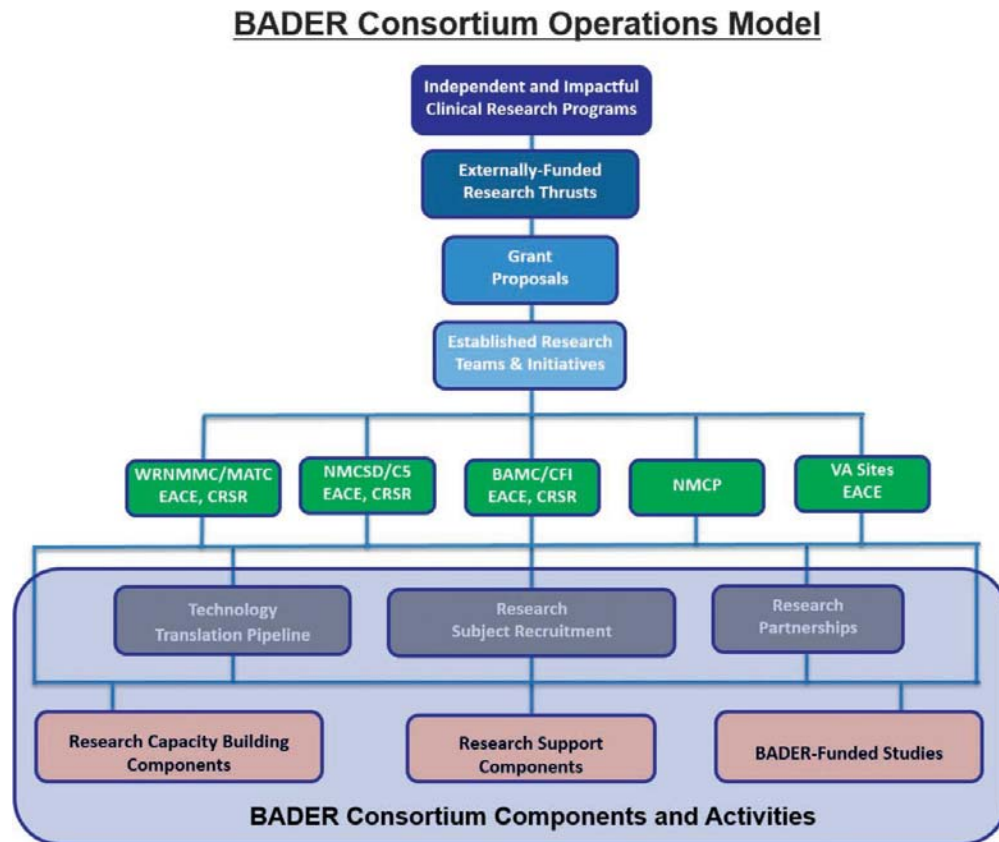 BADER Consortium Operations Model
Independent and Impactful
Clinical Research Programs
Externally-Funded
Research Thrusts
Grant
Proposals
Established Research
Teams & Initiatives
WRNMMC/MATC
EACE, CRSR
NMCSD/C5
EACE, CRSR
BAMC/CFI
EACE, CRSR
NMCP
VA Sites
EACE
Technology
Translation Pipeline
Research
Subject Recruitment
Research
Partnerships
Research Capacity Building
Components
Research Support
Components
BADER-Funded Studies
BADER Consortium Components and Activities